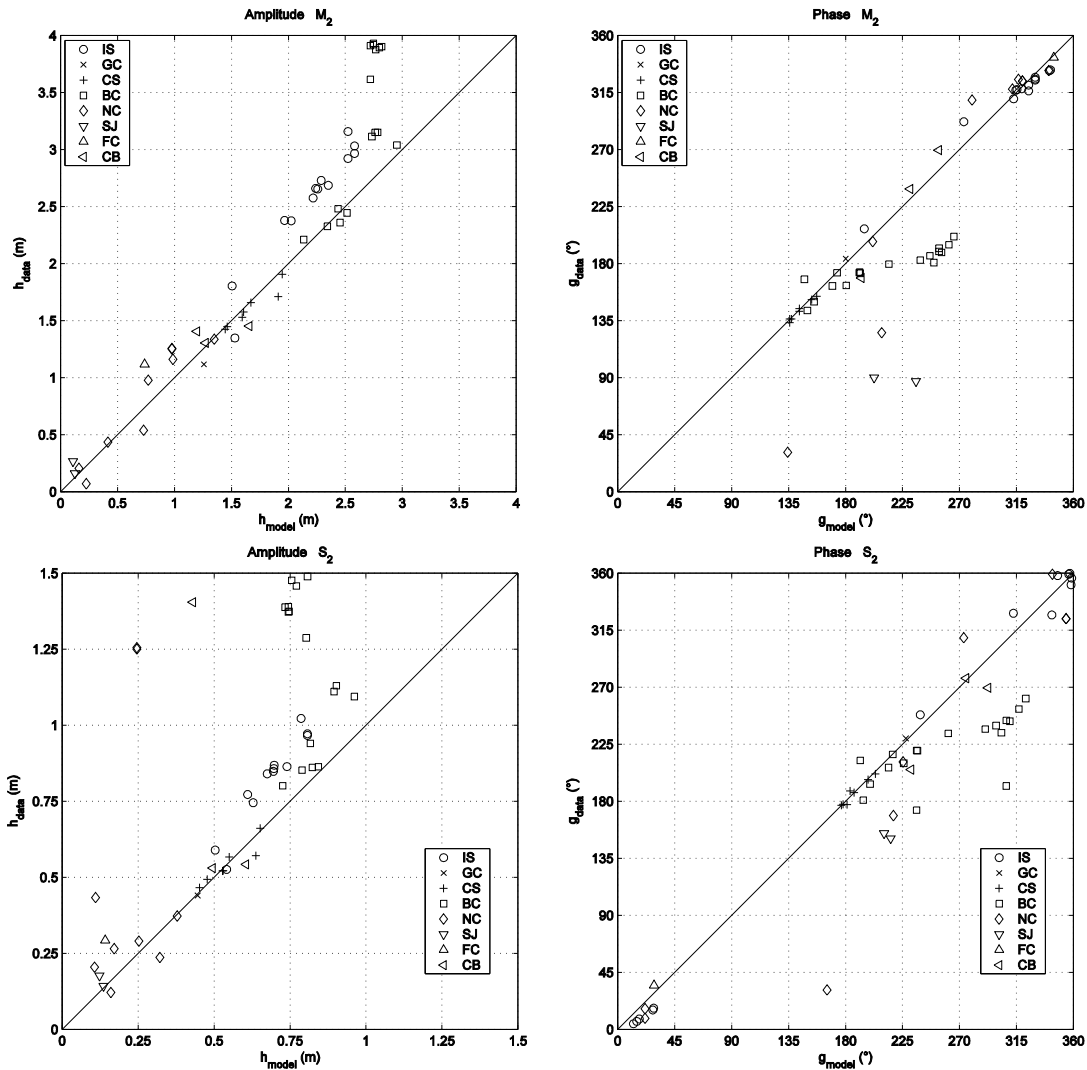 Amplitude M2
4
3.5
3
2.5
2
1.5
1
0.5
0
hdata (m)
IS
GC
CS
BC
NC
SJ
FC
CB
0 0.5 1 1.5 2 2.5 3 3.5 4
hmodel (m)
Phase M2
360
315
270
225
180
135
90
45
0
gdata (°)
IS
GC
CS
BC
NC
SJ
FC
CB
0 45 90 135 180 225 270 315 360
gmodel (°)
Amplitude S2
1.5
1.25
1
0.75
0.5
0.25
0
hdata (m)
IS
GC
CS
BC
NC
SJ
FC
CB
0 0.25 0.5 0.75 1 1.25 1.5
hmodel (m)
Phase S2
360
315
270
225
180
135
90
45
0
gdata (°)
IS
GC
CS
BC
NC
SJ
FC
CB
0 45 90 135 180 225 270 315 360
gmodel (°)